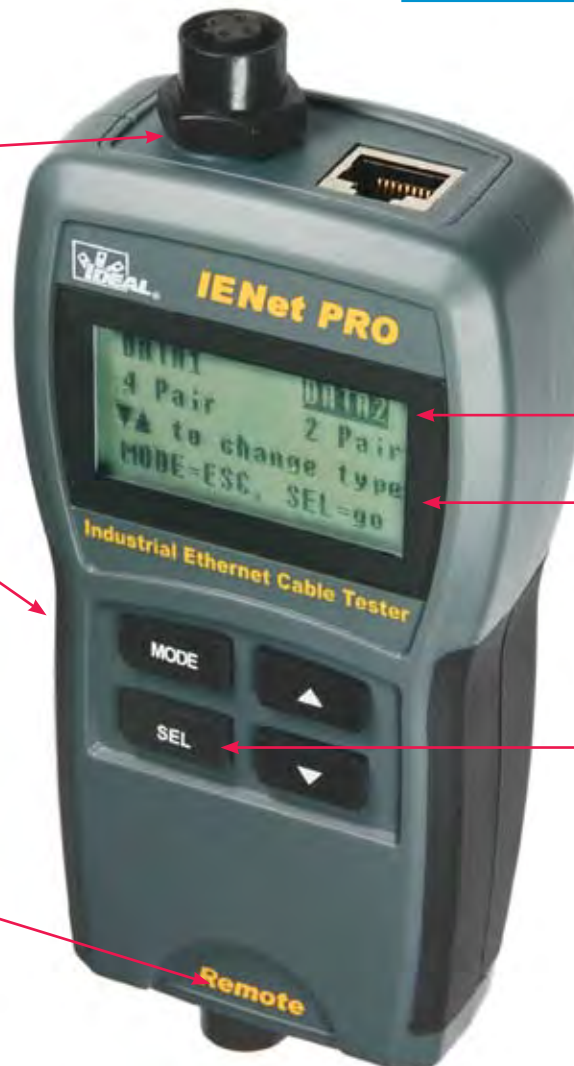 IDEAL®
IENet PRO
DATA1 DATA2
4 Pair 2 Pair
▼▲ to change type
MODE=ESC, SEL=go
Industrial Ethernet Cable Tester
MODE
▲
SEL
▼
Remote